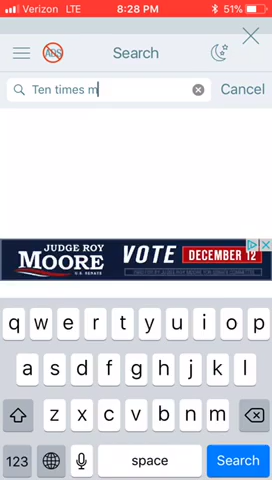 Verizon LTE 8:28 PM 51%
ADS Search
Ten times m Cancel
JUDGE ROY
MOORE
U.S. SENATE
VOTE DECEMBER 12
q w e r t y u i o p
a s d f g h j k l
z x c v b n m
123 space Search